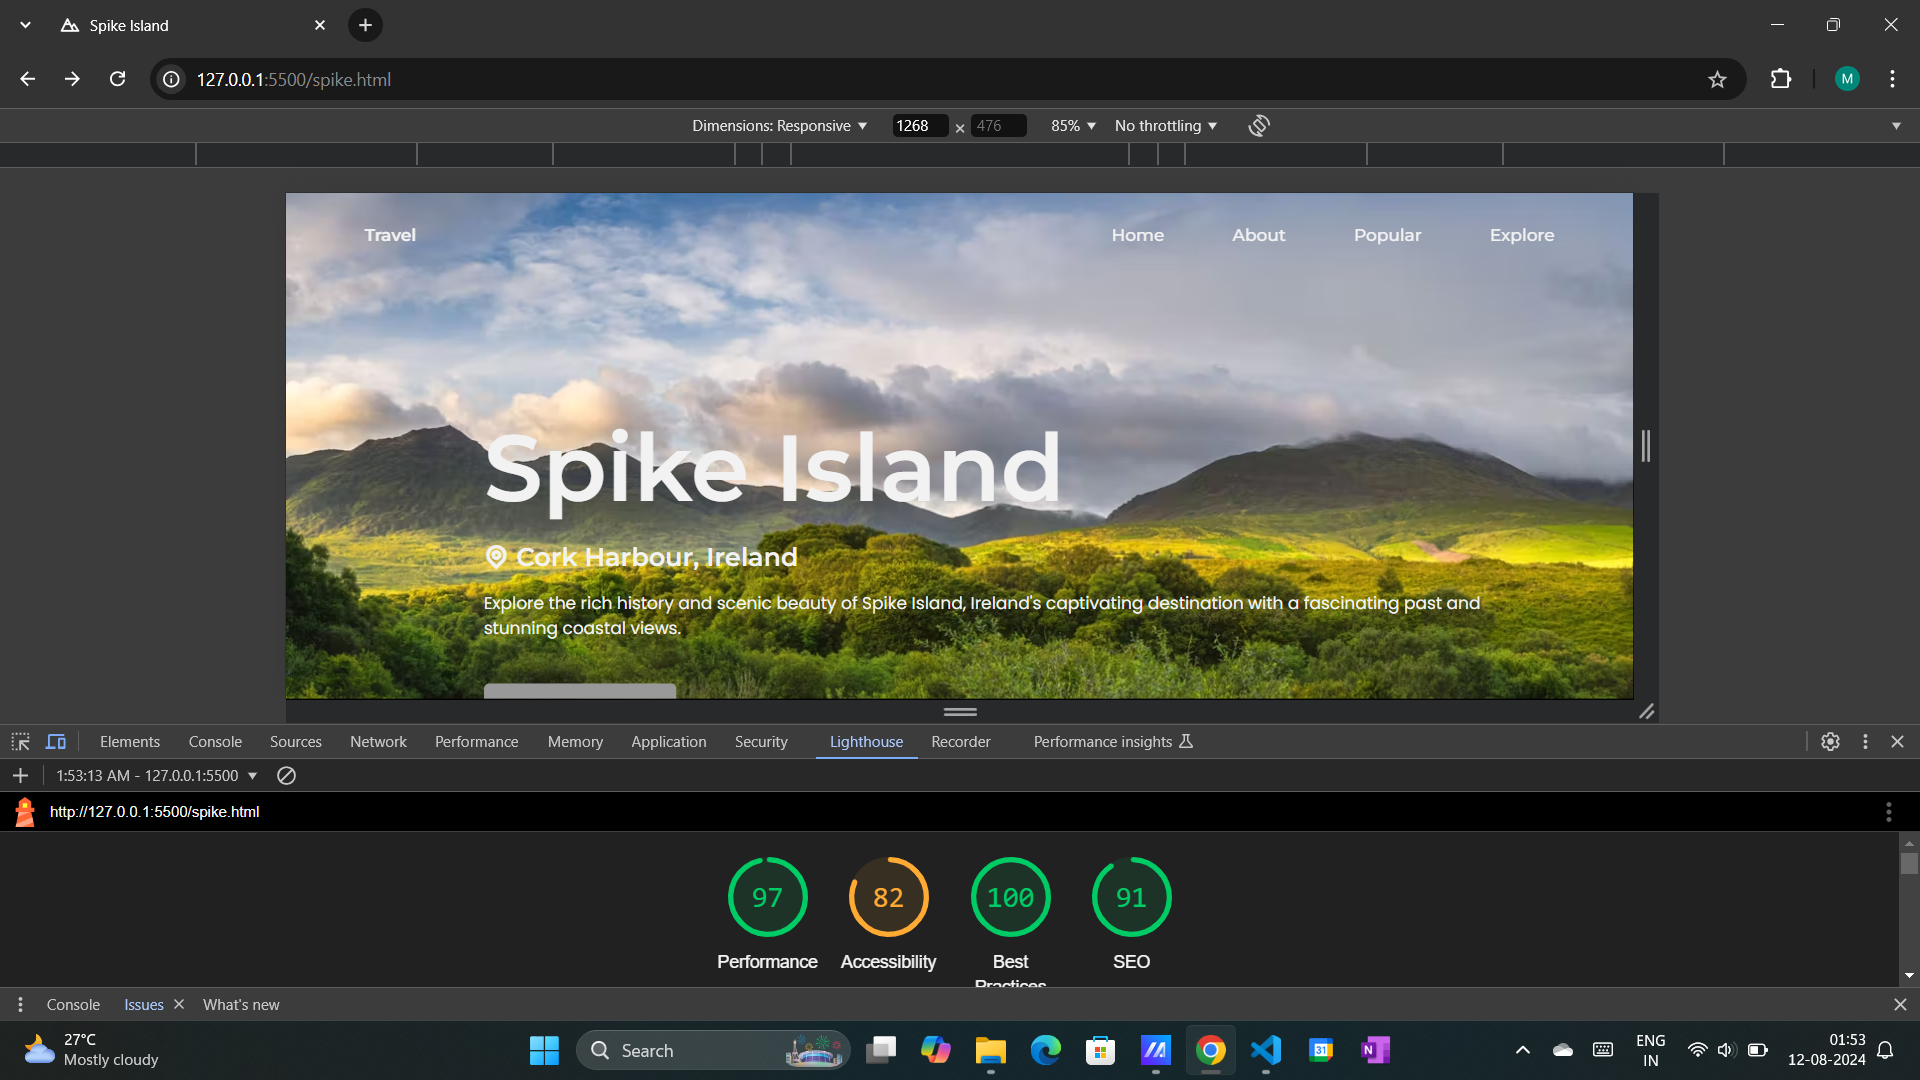 Spike Island
127.0.0.1:5500/spike.html
M
Dimensions: Responsive 1268 × 476 85% No throttling
Travel Home About Popular Explore
Spike Island
Cork Harbour, Ireland
Explore the rich history and scenic beauty of Spike Island, Ireland's captivating destination with a fascinating past and
stunning coastal views.
Elements Console Sources Network Performance Memory Application Security Lighthouse Recorder Performance insights
1:53:13 AM - 127.0.0.1:5500
http://127.0.0.1:5500/spike.html
97 82 100 91
Performance Accessibility Best SEO
Practices
Console Issues What's new
27°C
Mostly cloudy
Search
31
N
ENG
IN
01:53
12-08-2024